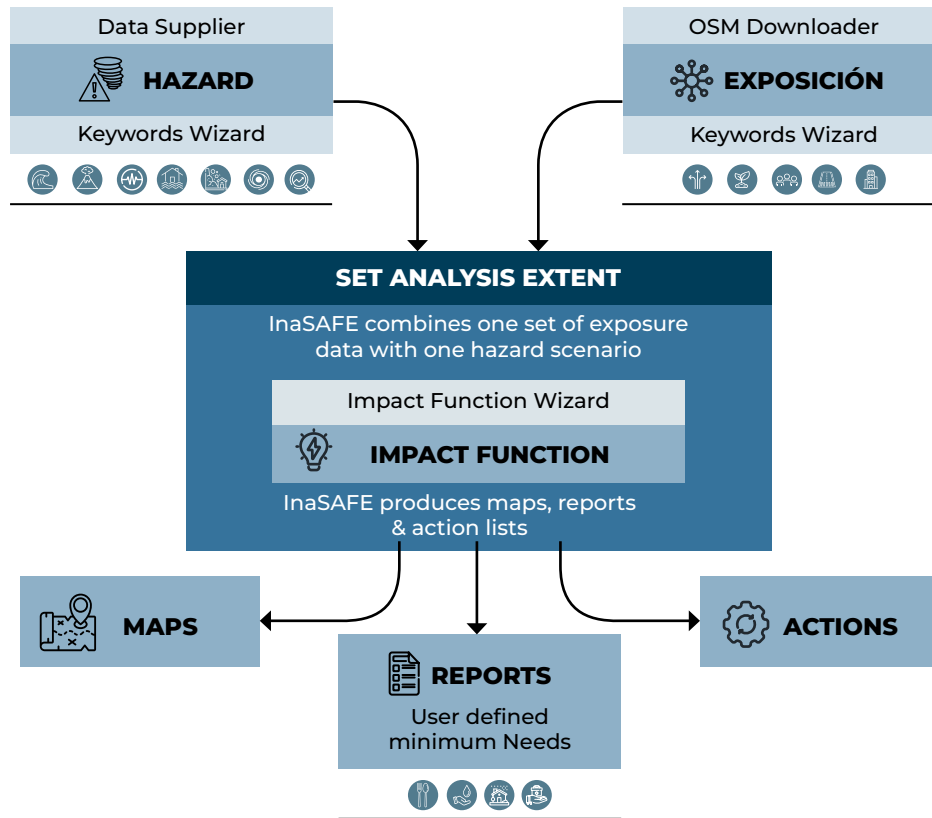 Data Supplier
HAZARD
Keywords Wizard
OSM Downloader
EXPOSICIÓN
Keywords Wizard
SET ANALYSIS EXTENT
InaSAFE combines one set of exposure
data with one hazard scenario
Impact Function Wizard
IMPACT FUNCTION
InaSAFE produces maps, reports
& action lists
MAPS
REPORTS
User defined
minimum Needs
ACTIONS